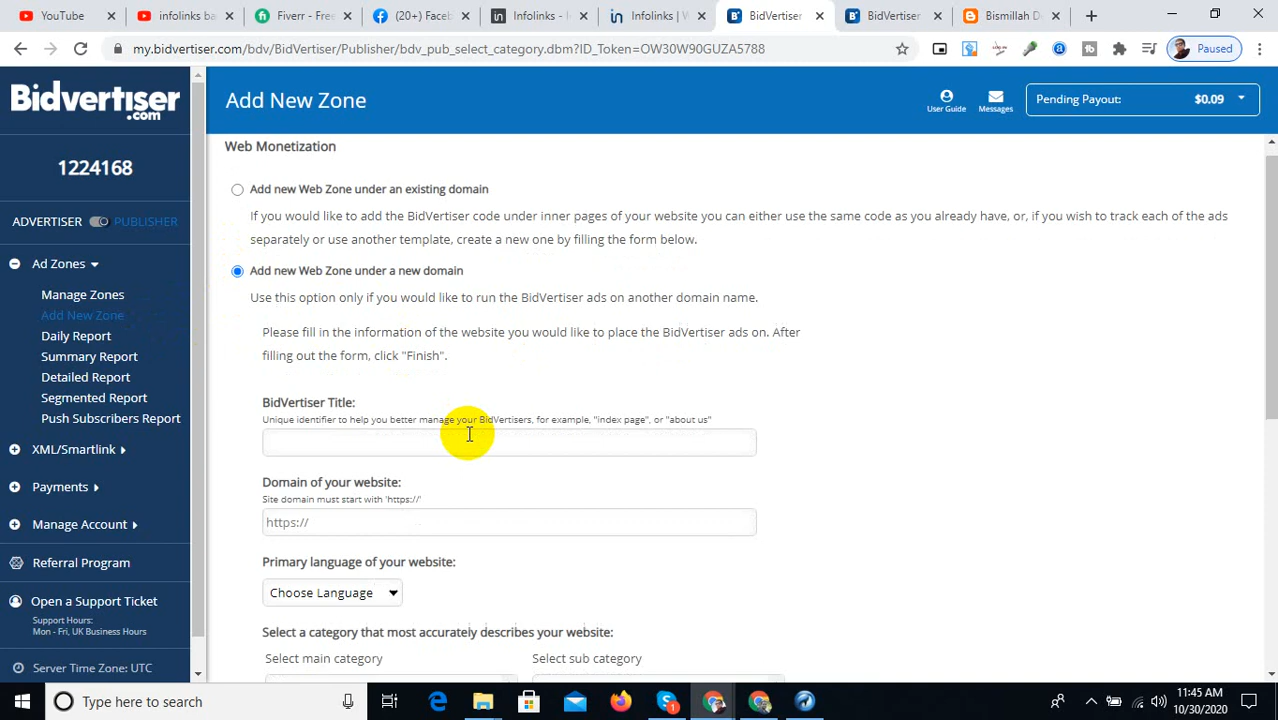 YouTube
infolinks ba
Fiverr - Free
(20+) Faceb
Infolinks - I
Infolinks | W
BidVertiser
BidVertiser
Bismillah De
my.bidvertiser.com/bdv/BidVertiser/Publisher/bdv_pub_select_category.dbm?ID_Token=OW30W90GUZA5788
Paused
Bidvertiser
.com
Add New Zone
User Guide
Messages
Pending Payout:
$0.09
1224168
ADVERTISER
PUBLISHER
Ad Zones
Manage Zones
Add New Zone
Daily Report
Summary Report
Detailed Report
Segmented Report
Push Subscribers Report
XML/Smartlink
Payments
Manage Account
Referral Program
Open a Support Ticket
Support Hours:
Mon - Fri, UK Business Hours
Server Time Zone: UTC
Web Monetization
Add new Web Zone under an existing domain
If you would like to add the BidVertiser code under inner pages of your website you can either use the same code as you already have, or, if you wish to track each of the ads
separately or use another template, create a new one by filling the form below.
Add new Web Zone under a new domain
Use this option only if you would like to run the BidVertiser ads on another domain name.
Please fill in the information of the website you would like to place the BidVertiser ads on. After
filling out the form, click "Finish".
BidVertiser Title:
Unique identifier to help you better manage your BidVertisers, for example, "index page", or "about us"
Domain of your website:
Site domain must start with 'https://'
https://
Primary language of your website:
Choose Language
Select a category that most accurately describes your website:
Select main category
Select sub category
Type here to search
11:45 AM
10/30/2020